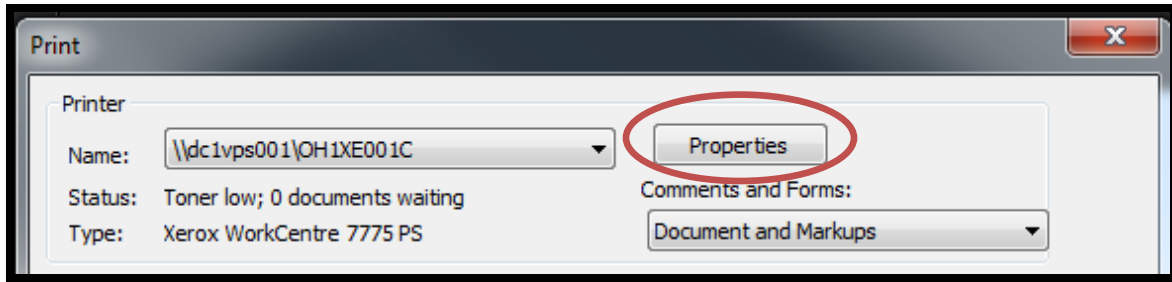 Print
Printer
Name: \\dc1vps001\OH1XE001C Properties
Status: Toner low; 0 documents waiting Comments and Forms:
Type: Xerox WorkCentre 7775 PS Document and Markups